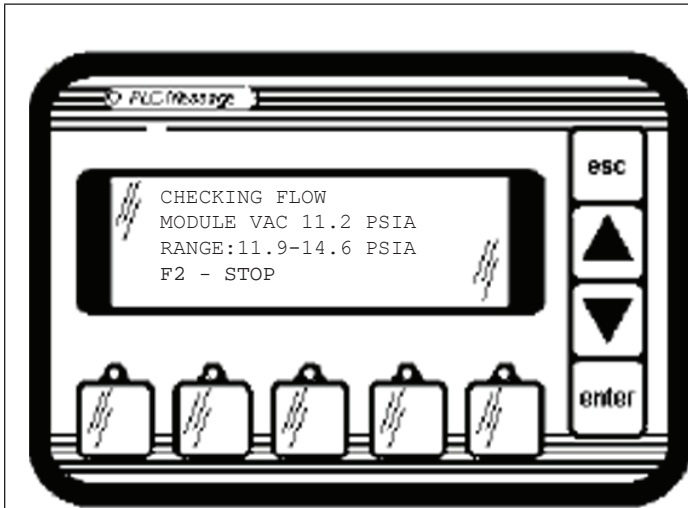 PLC Message
esc
CHECKING FLOW
MODULE VAC 11.2 PSIA
RANGE:11.9-14.6 PSIA
F2 - STOP
enter